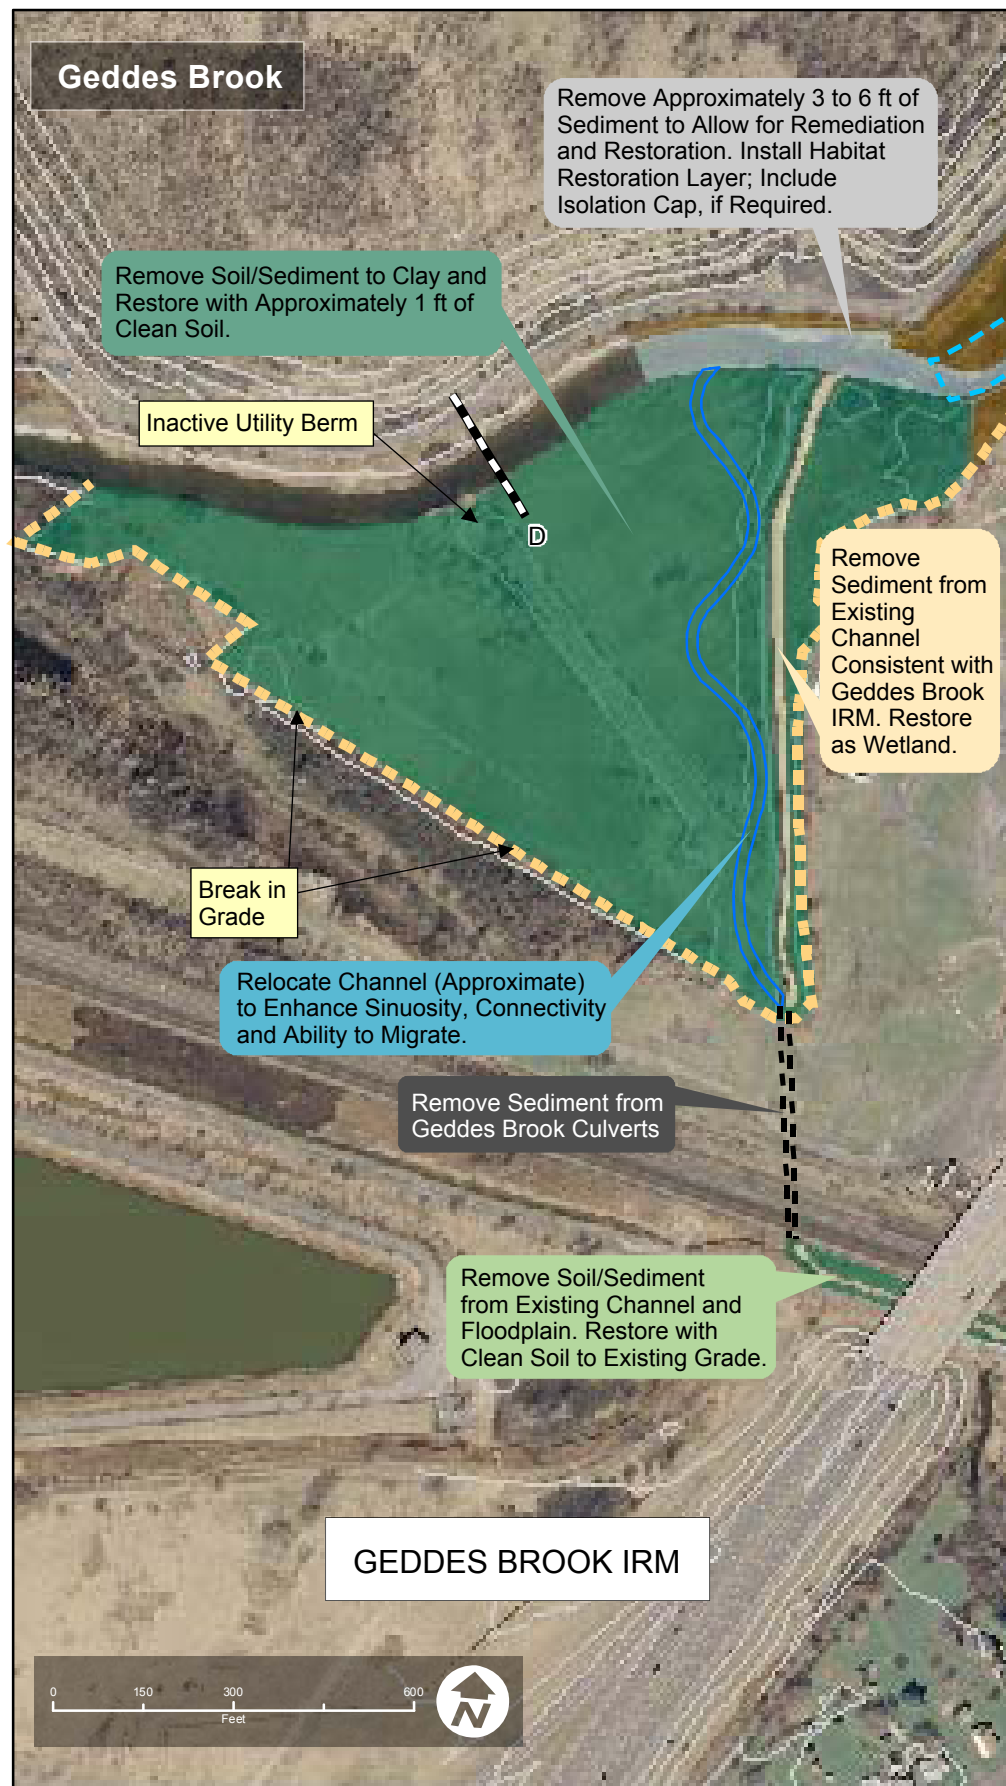 Geddes Brook
Remove Approximately 3 to 6 ft of
Sediment to Allow for Remediation
and Restoration. Install Habitat
Restoration Layer; Include
Isolation Cap, if Required.
Remove Soil/Sediment to Clay and
Restore with Approximately 1 ft of
Clean Soil.
Inactive Utility Berm
D
Remove
Sediment from
Existing
Channel
Consistent with
Geddes Brook
IRM. Restore
as Wetland.
Break in
Grade
Relocate Channel (Approximate)
to Enhance Sinuosity, Connectivity
and Ability to Migrate.
Remove Sediment from
Geddes Brook Culverts
Remove Soil/Sediment
from Existing Channel and
Floodplain. Restore with
Clean Soil to Existing Grade.
GEDDES BROOK IRM
0 150 300 600
Feet
N